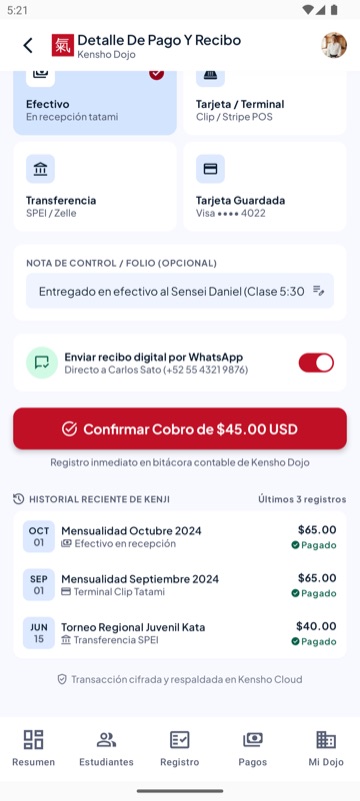 5:21
氣
Detalle De Pago Y Recibo
Kensho Dojo
Efectivo
En recepción tatami
Tarjeta / Terminal
Clip / Stripe POS
Transferencia
SPEI / Zelle
Tarjeta Guardada
Visa •••• 4022
NOTA DE CONTROL / FOLIO (OPCIONAL)
Entregado en efectivo al Sensei Daniel (Clase 5:30
Enviar recibo digital por WhatsApp
Directo a Carlos Sato (+52 55 4321 9876)
Confirmar Cobro de $45.00 USD
Registro inmediato en bitácora contable de Kensho Dojo
HISTORIAL RECIENTE DE KENJI
Últimos 3 registros
OCT
01
Mensualidad Octubre 2024
Efectivo en recepción
$65.00
Pagado
SEP
01
Mensualidad Septiembre 2024
Terminal Clip Tatami
$65.00
Pagado
JUN
15
Torneo Regional Juvenil Kata
Transferencia SPEI
$40.00
Pagado
Transacción cifrada y respaldada en Kensho Cloud
Resumen
Estudiantes
Registro
Pagos
Mi Dojo